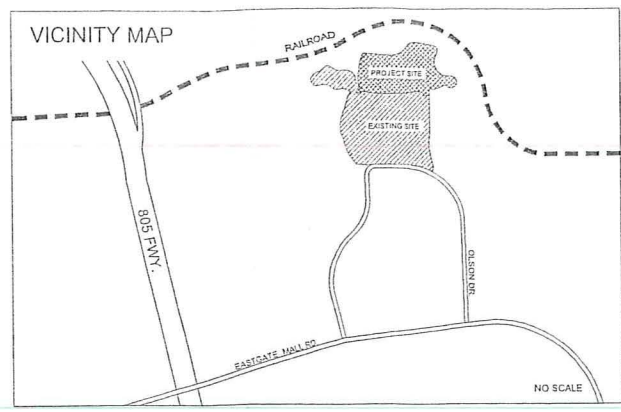 VICINITY MAP
RAILROAD
PROJECT SITE
EXISTING SITE
805 FWY.
OLSON DR
EASTGATE MALL RD
NO SCALE